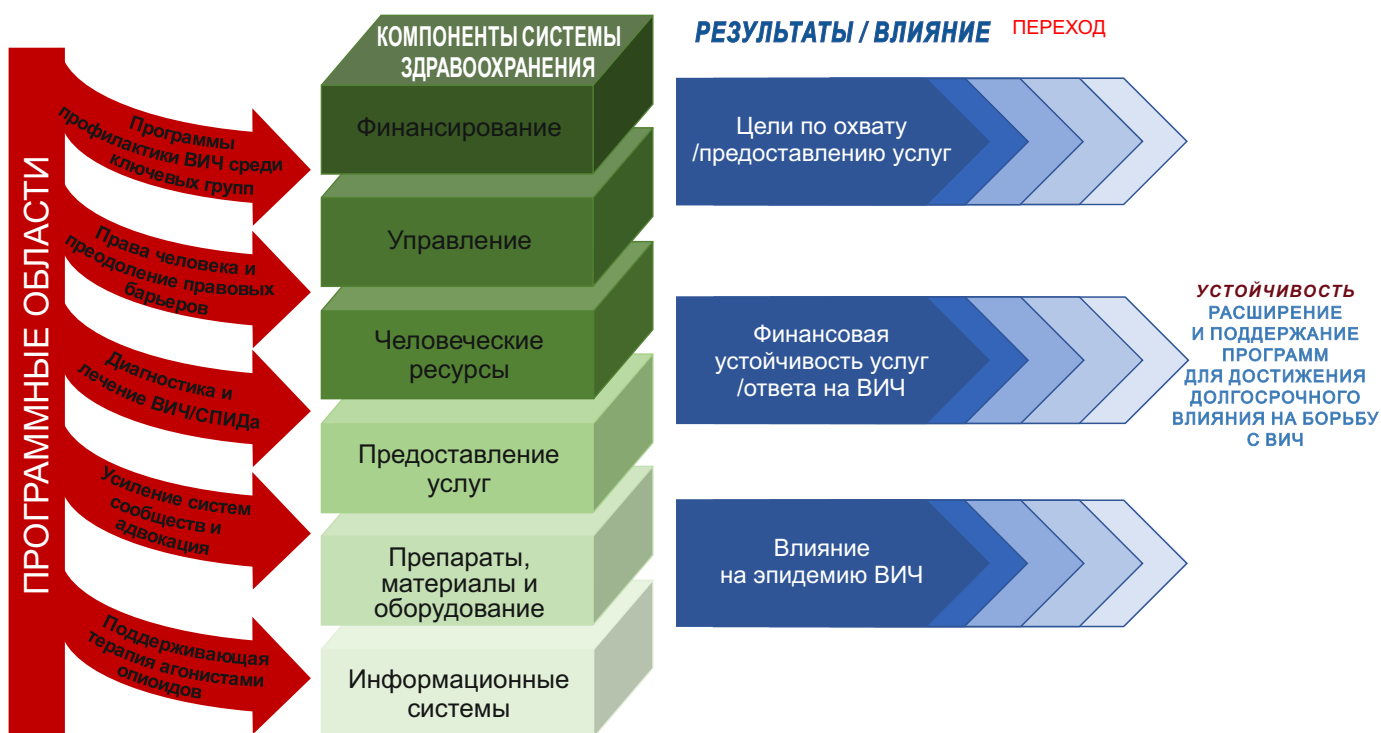 ПРОГРАММНЫЕ ОБЛАСТИ
Программы
профилактики ВИЧ среди
ключевых групп
Права человека и
преодоление правовых
барьеров
Диагностика и
лечение ВИЧ/СПИДа
Усиление систем
сообществ и
адвокация
Поддерживающая
терапия агонистами
опиоидов
КОМПОНЕНТЫ СИСТЕМЫ
ЗДРАВООХРАНЕНИЯ
Финансирование
Управление
Человеческие
ресурсы
Предоставление
услуг
Препараты,
материалы и
оборудование
Информационные
системы
РЕЗУЛЬТАТЫ / ВЛИЯНИЕ
ПЕРЕХОД
Цели по охвату
/предоставлению услуг
Финансовая
устойчивость услуг
/ответа на ВИЧ
Влияние
на эпидемию ВИЧ
УСТОЙЧИВОСТЬ
РАСШИРЕНИЕ
И ПОДДЕРЖАНИЕ
ПРОГРАММ
ДЛЯ ДОСТИЖЕНИЯ
ДОЛГОСРОЧНОГО
ВЛИЯНИЯ НА БОРЬБУ
С ВИЧ